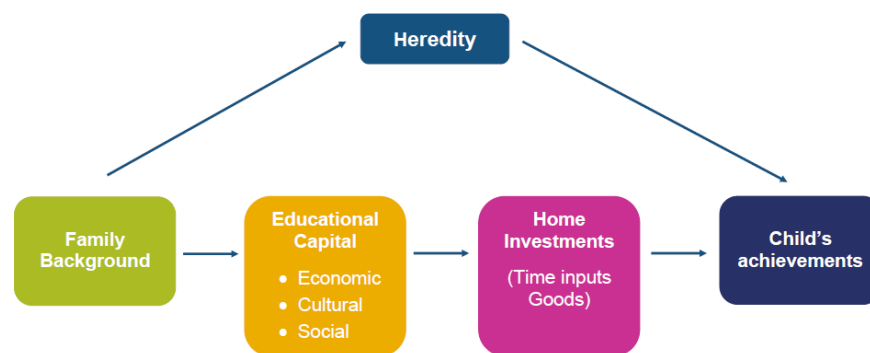 Heredity
Family
Background
Educational
Capital
• Economic
• Cultural
• Social
Home
Investments
(Time inputs
Goods)
Child's
achievements